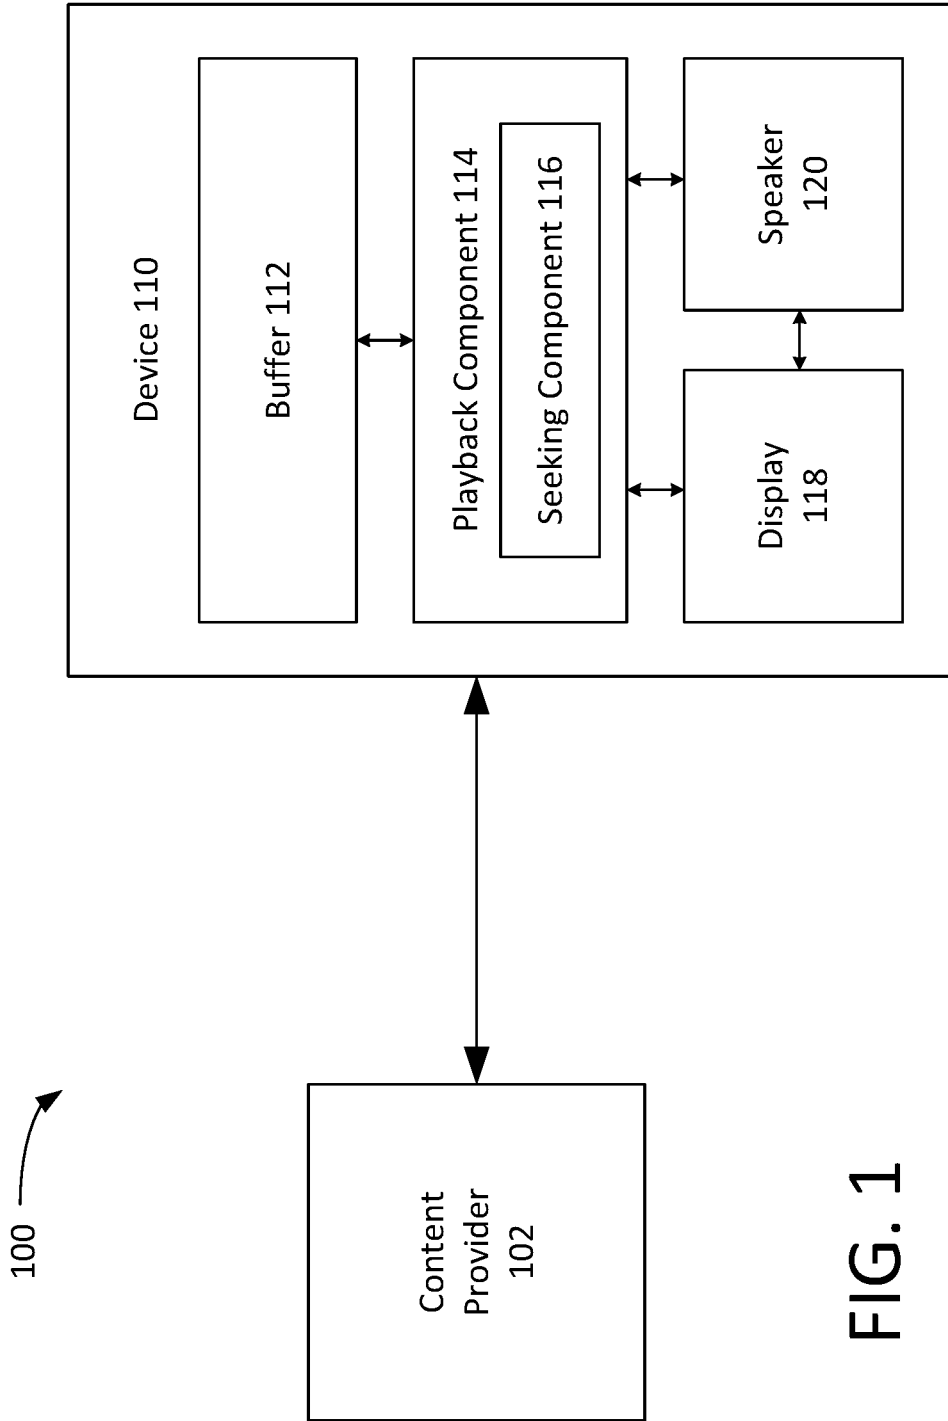 100
Content
Provider
102
Device 110
Buffer 112
Playback Component 114
Seeking Component 116
Display
118
Speaker
120
FIG. 1